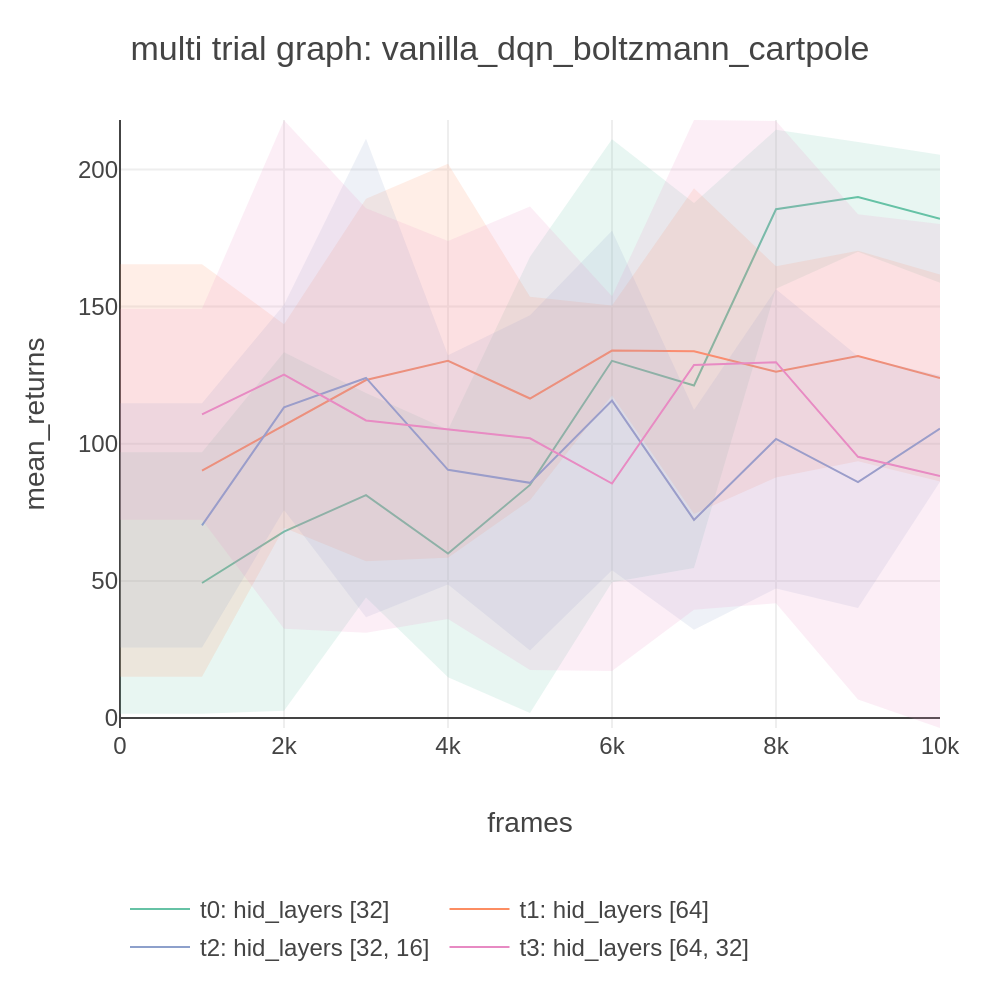 multi trial graph: vanilla_dqn_boltzmann_cartpole
mean_returns
200
150
100
50
0
0 2k 4k 6k 8k 10k
frames
t0: hid_layers [32] t1: hid_layers [64]
t2: hid_layers [32, 16] t3: hid_layers [64, 32]